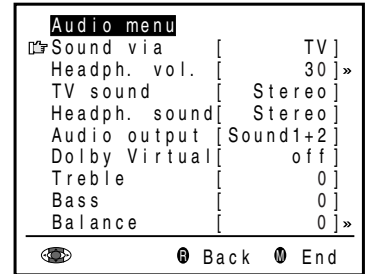 Audio menu
Sound via [ TV]
Headph. vol. [ 30]»
TV sound [ Stereo]
Headph. sound[ Stereo]
Audio output [Sound1+2]
Dolby Virtual[ off]
Treble [ 0]
Bass [ 0]
Balance [ 0]»
R Back M End